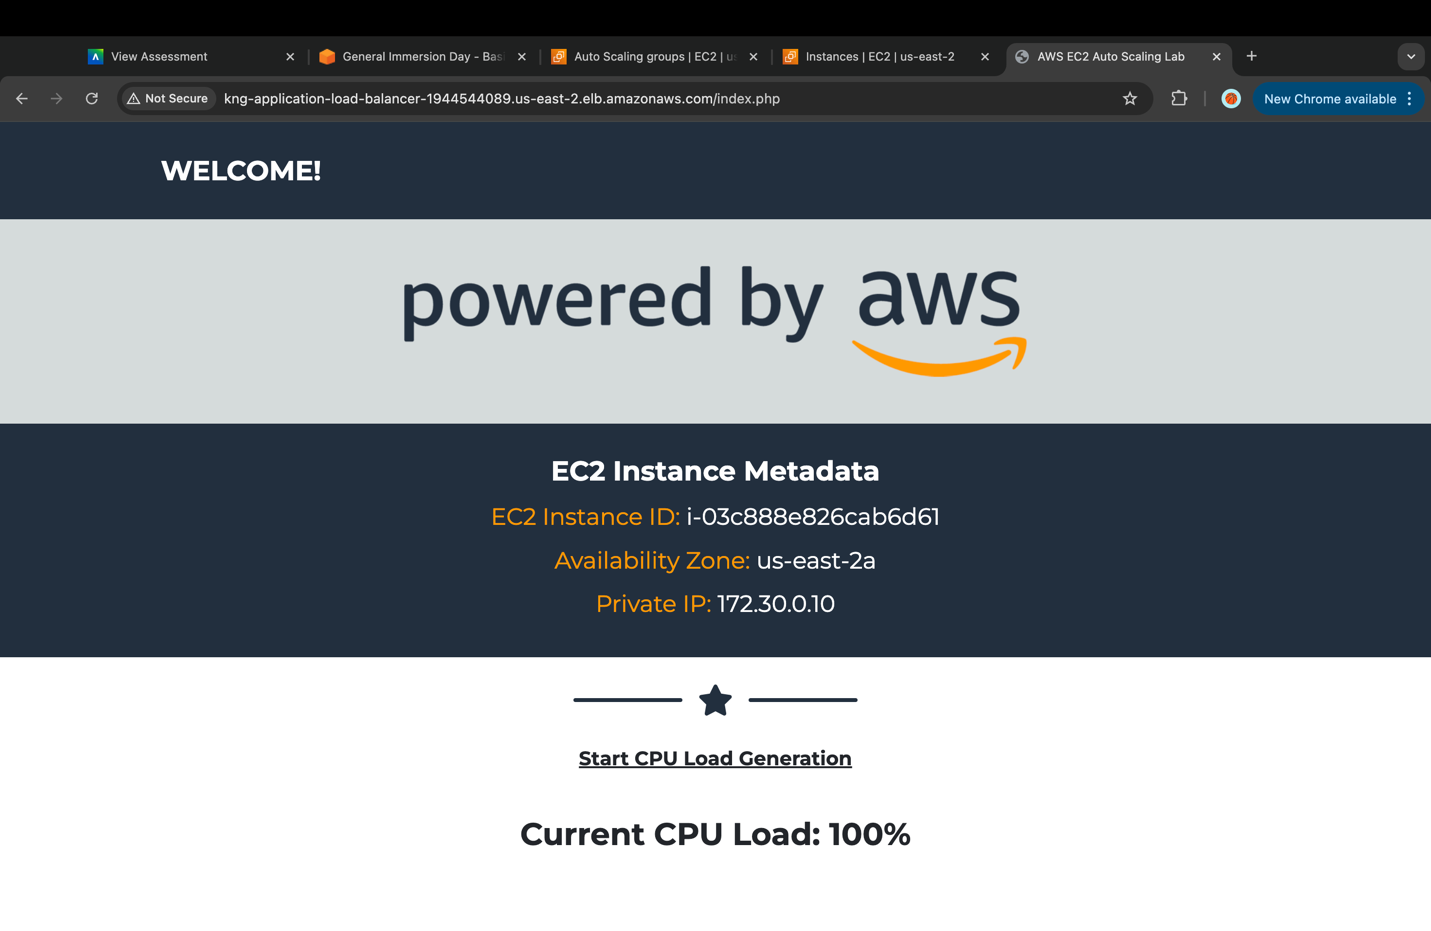 View Assessment
General Immersion Day - Bas
Auto Scaling groups | EC2 | us
Instances | EC2 | us-east-2
AWS EC2 Auto Scaling Lab
Not Secure
kng-application-load-balancer-1944544089.us-east-2.elb.amazonaws.com/index.php
New Chrome available
WELCOME!
powered by aws
EC2 Instance Metadata
EC2 Instance ID: i-03c888e826cab6d61
Availability Zone: us-east-2a
Private IP: 172.30.0.10
Start CPU Load Generation
Current CPU Load: 100%